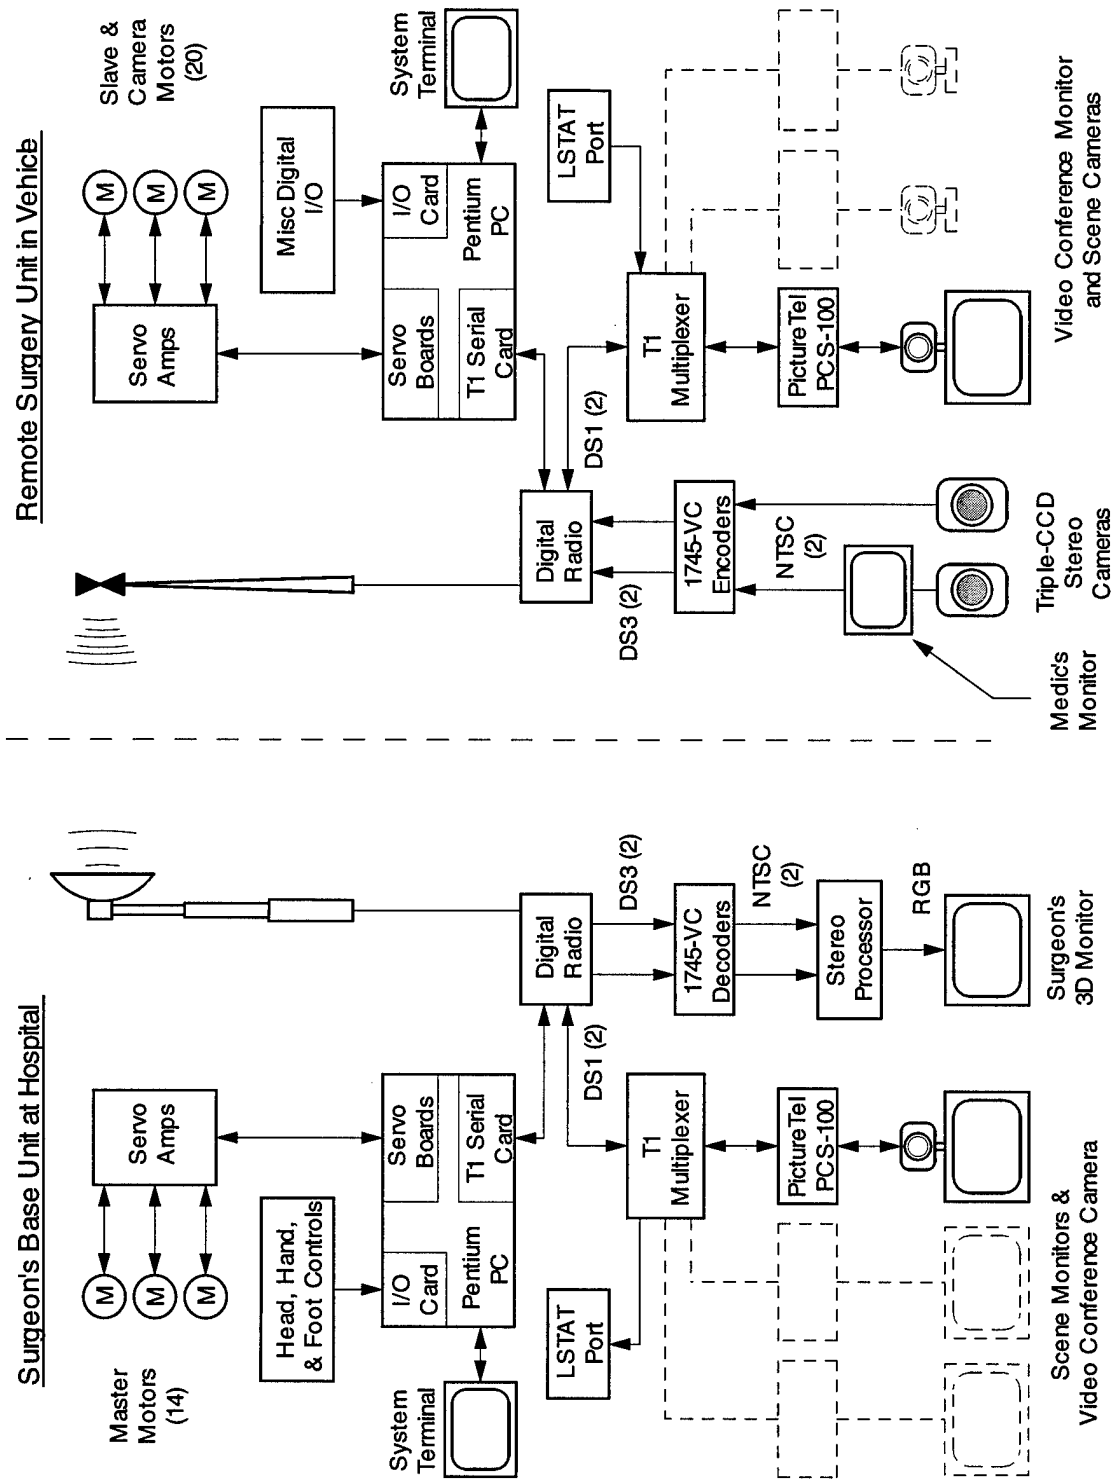 Surgeon's Base Unit at Hospital
Master
Motors
(14)
M
M
M
Servo
Amps
Head, Hand,
& Foot Controls
System
Terminal
I/O
Card
Servo
Boards
Pentium
PC
T1 Serial
Card
LSTAT
Port
DS1 (2)
T1
Multiplexer
PictureTel
PCS-100
Scene Monitors &
Video Conference Camera
Digital
Radio
DS3 (2)
1745-VC
Decoders
NTSC
(2)
Stereo
Processor
RGB
Surgeon's
3D Monitor
Remote Surgery Unit in Vehicle
Slave &
Camera
Motors
(20)
M
M
M
Servo
Amps
Misc Digital
I/O
System
Terminal
Servo
Boards
I/O
Card
T1 Serial
Card
Pentium
PC
Digital
Radio
DS1 (2)
DS3 (2)
1745-VC
Encoders
NTSC
(2)
Medic's
Monitor
Triple-CCD
Stereo
Cameras
LSTAT
Port
T1
Multiplexer
PictureTel
PCS-100
Video Conference Monitor
and Scene Cameras